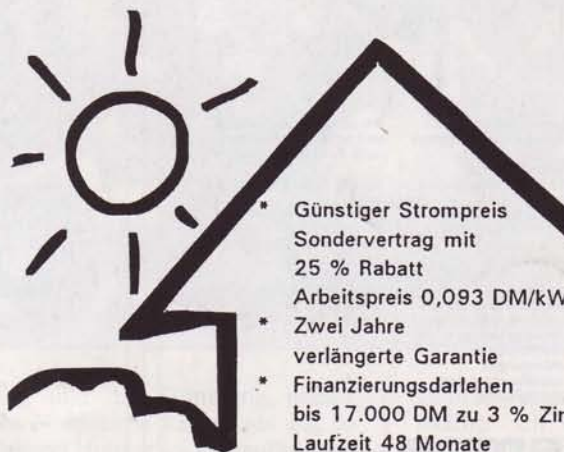 * Günstiger Strompreis
Sondervertrag mit
25 % Rabatt
Arbeitspreis 0,093 DM/kW
* Zwei Jahre
verlängerte Garantie
* Finanzierungsdarlehen
bis 17.000 DM zu 3 %
Laufzeit 48 Monate